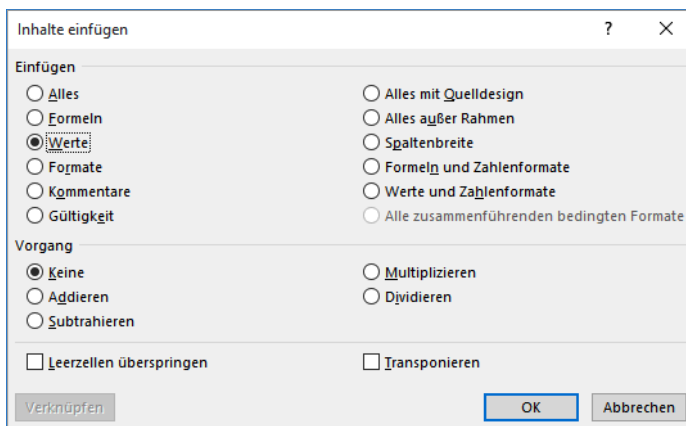 Inhalte einfügen ? ×
Einfügen
Alles
Formeln
Werte
Formate
Kommentare
Gültigkeit
Alles mit Quelldesign
Alles außer Rahmen
Spaltenbreite
Formeln und Zahlenformate
Werte und Zahlenformate
Alle zusammenführenden bedingten Formate
Vorgang
Keine
Addieren
Subtrahieren
Multiplizieren
Dividieren
Leerzellen überspringen
Transponieren
Verknüpfen
OK
Abbrechen